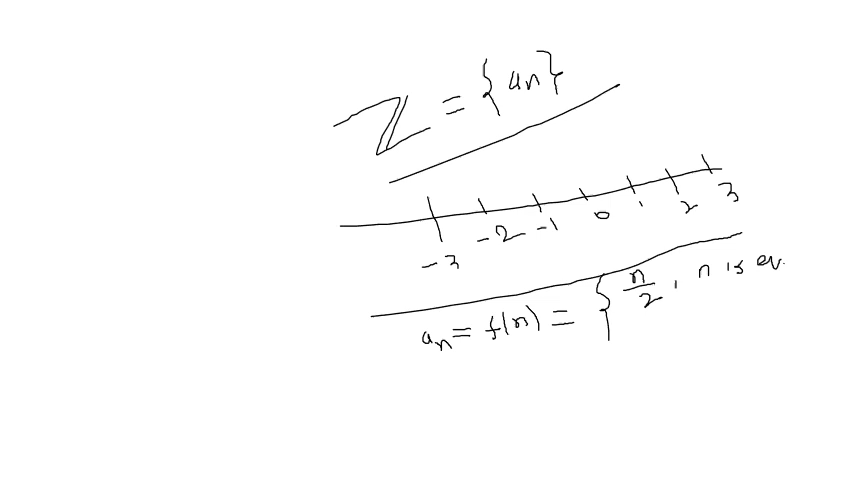 ℤ = {an}
-3 -2 -1 0 1 2 3
an = f(n) = { n/2, n is ev.